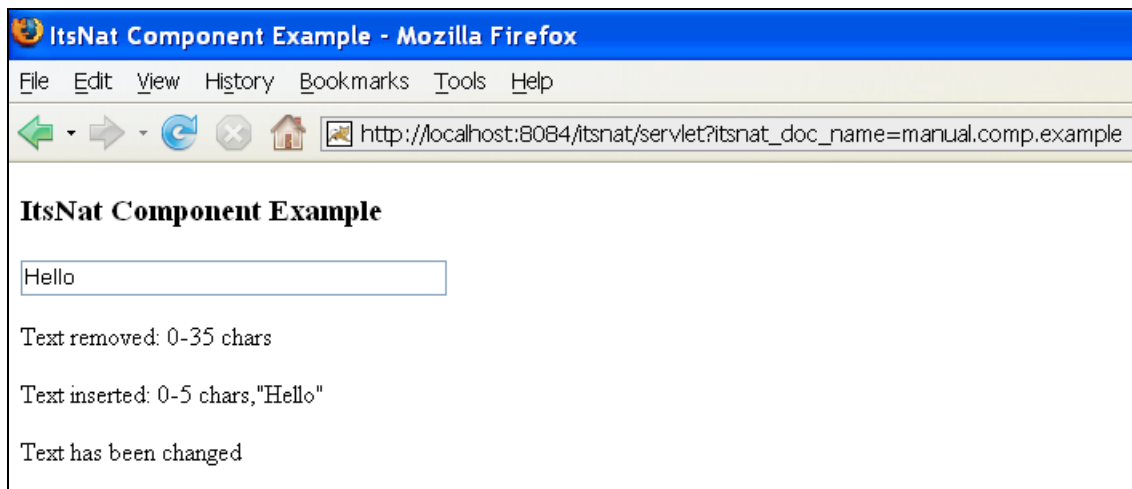 ItsNat Component Example - Mozilla Firefox
File Edit View History Bookmarks Tools Help
http://localhost:8084/itsnat/servlet?itsnat_doc_name=manual.comp.example
ItsNat Component Example
Hello
Text removed: 0-35 chars
Text inserted: 0-5 chars,"Hello"
Text has been changed